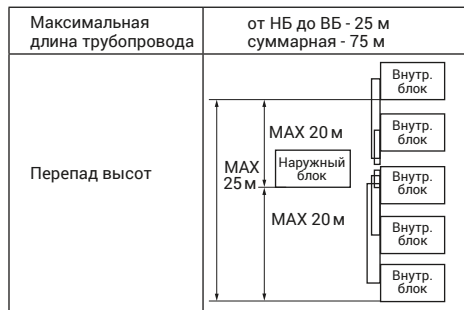 Максимальная
длина трубопровода
от НБ до ВБ - 25 м
суммарная - 75 м
Перепад высот
MAX
25 м
MAX 20 м
Наружный
блок
MAX 20 м
Внутр.
блок
Внутр.
блок
Внутр.
блок
Внутр.
блок
Внутр.
блок